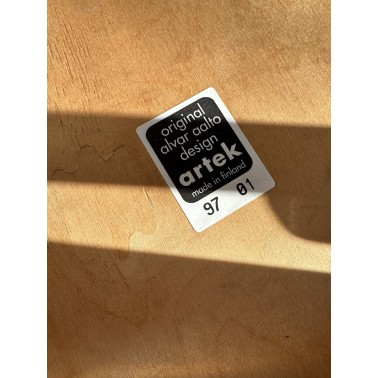 original
alvar aalto
design
artek
made in finland
97 01